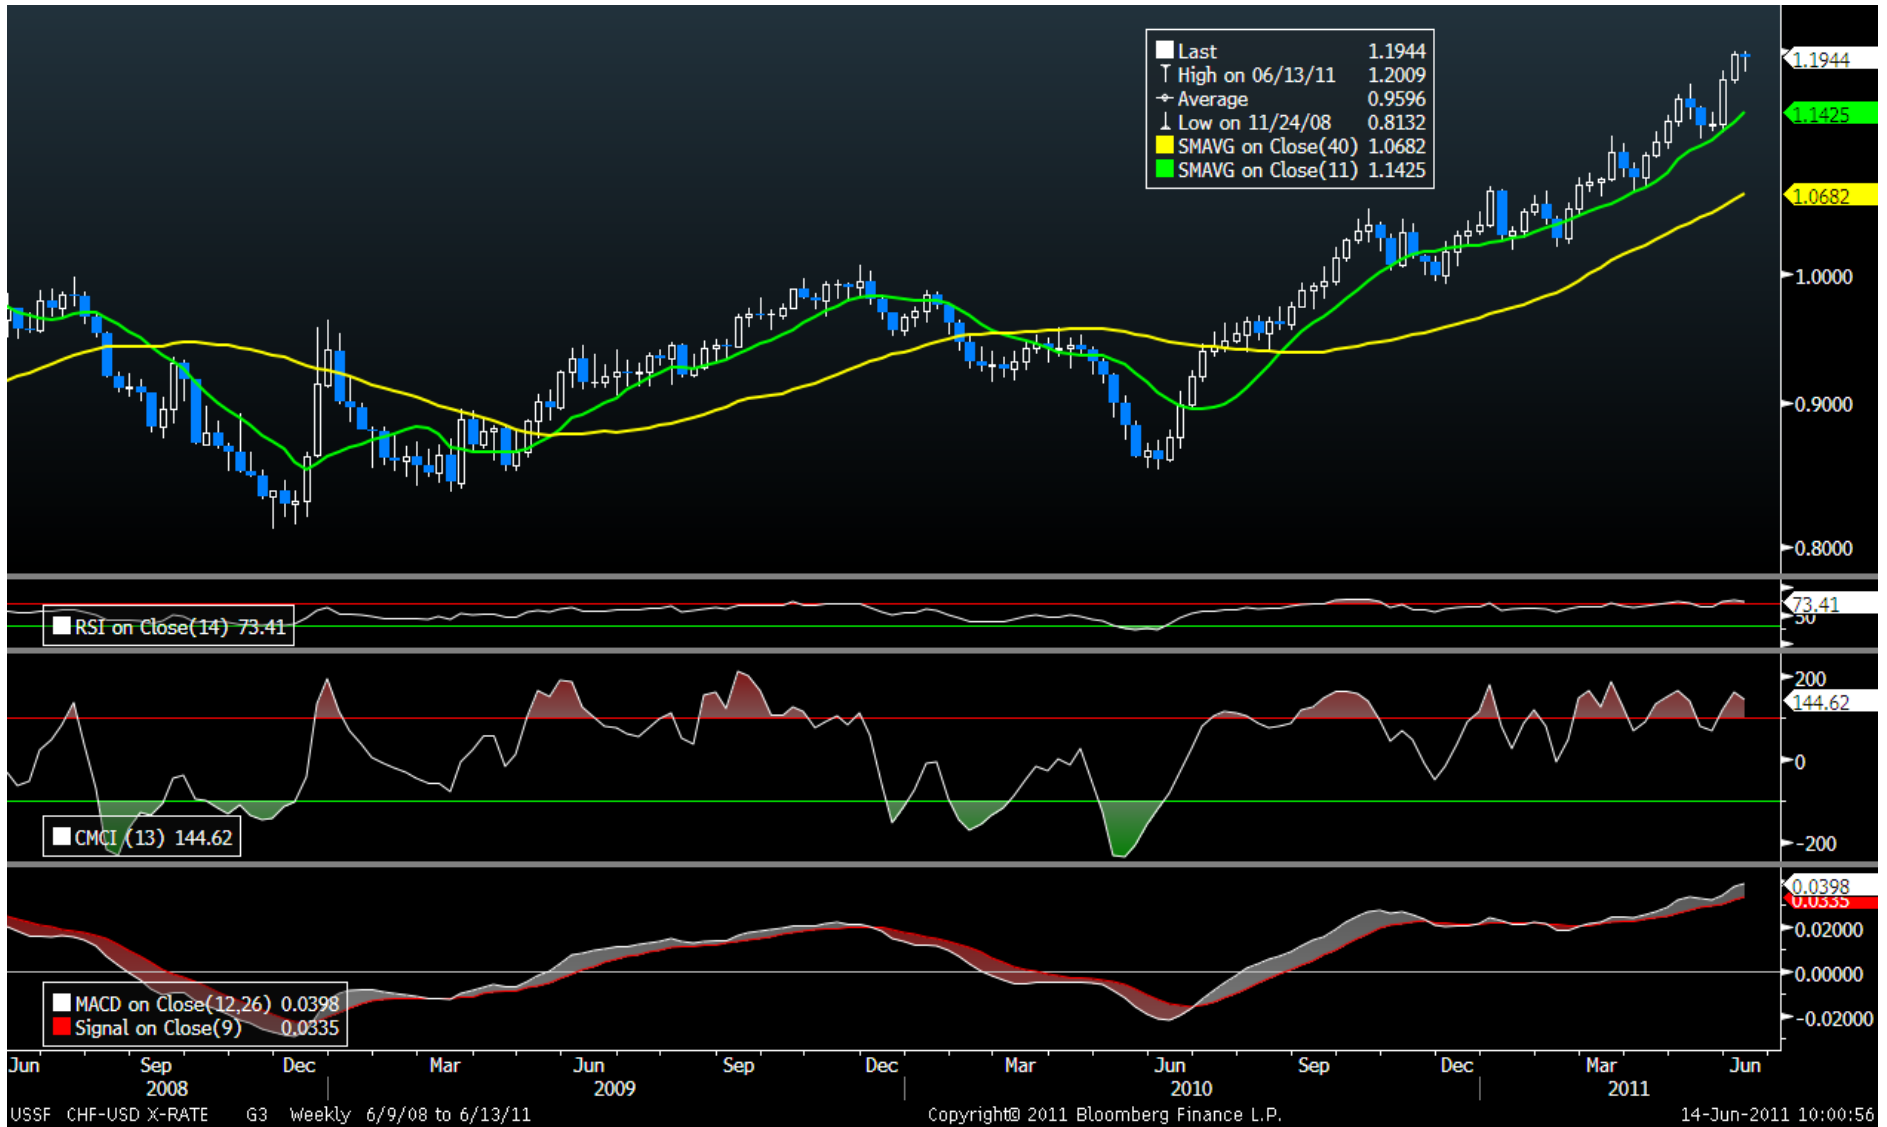 Last 1.1944
High on 06/13/11 1.2009
Average 0.9596
Low on 11/24/08 0.8132
SMAVG on Close(40) 1.0682
SMAVG on Close(11) 1.1425
1.1944
1.1425
1.0682
1.0000
0.9000
0.8000
RSI on Close(14) 73.41
73.41
50
200
144.62
0
-200
CMCI (13) 144.62
0.0398
0.0335
0.02000
0.00000
-0.02000
MACD on Close(12,26) 0.0398
Signal on Close(9) 0.0335
Jun Sep Dec Mar Jun Sep Dec Mar Jun Sep Dec Mar Jun
2008 2009 2010 2011
USSF CHF-USD X-RATE G3 Weekly 6/9/08 to 6/13/11 Copyright© 2011 Bloomberg Finance L.P. 14-Jun-2011 10:00:56